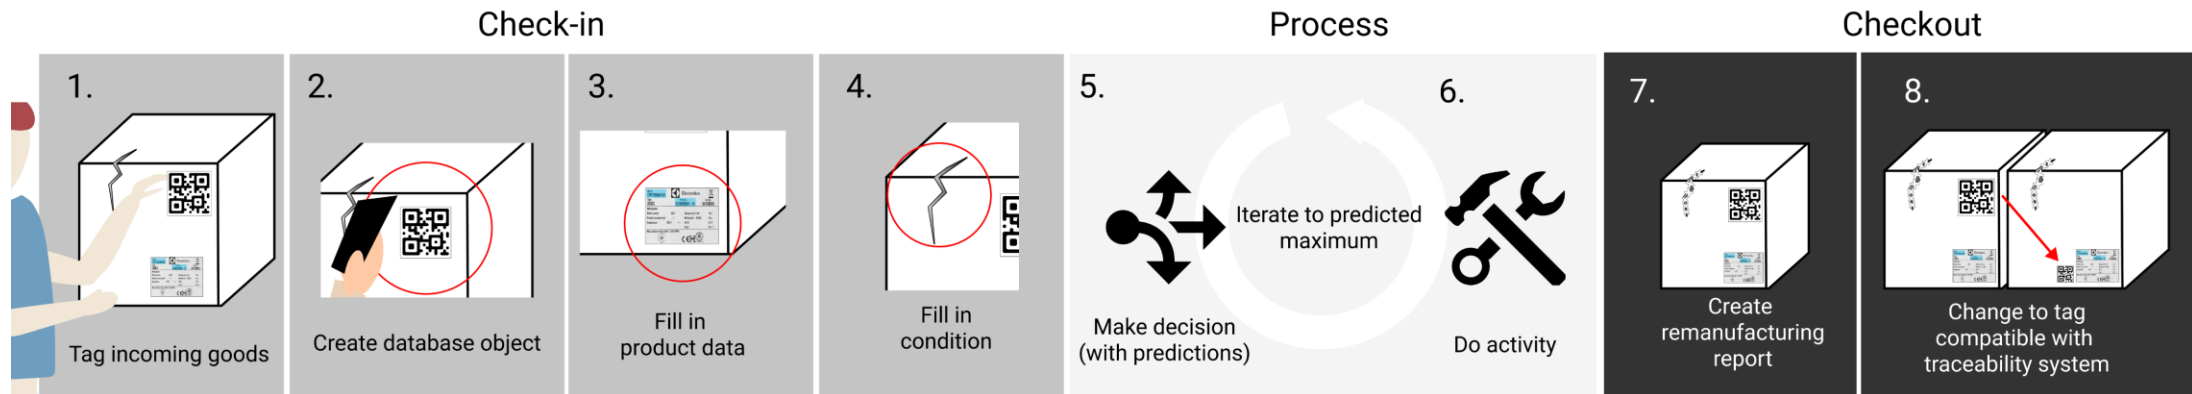 Check-in
Process
Checkout
1.
Tag incoming goods
2.
Create database object
3.
Fill in
product data
4.
Fill in
condition
5.
Make decision
(with predictions)
Iterate to predicted
maximum
6.
Do activity
7.
Create
remanufacturing
report
8.
Change to tag
compatible with
traceability system